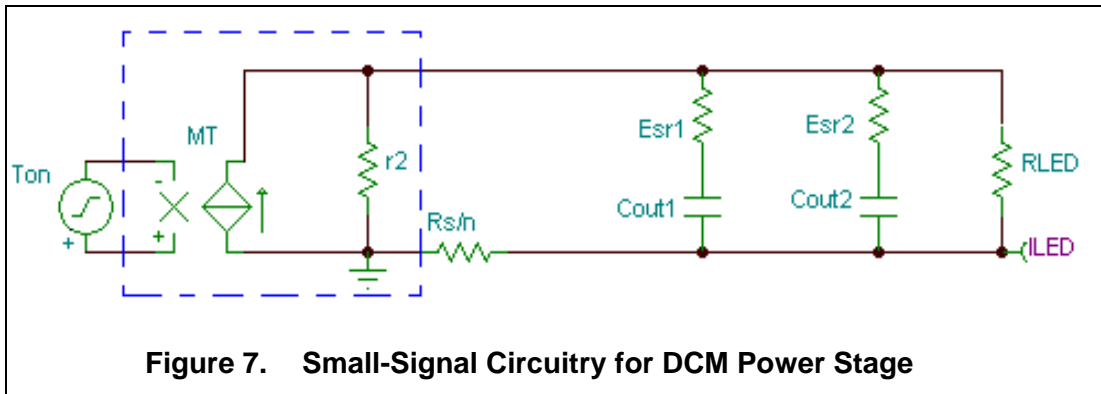 Ton
-
+
+
MT
r2
Rs/n
Esr1
Cout1
Esr2
Cout2
RLED
ILED
Figure 7. Small-Signal Circuitry for DCM Power Stage